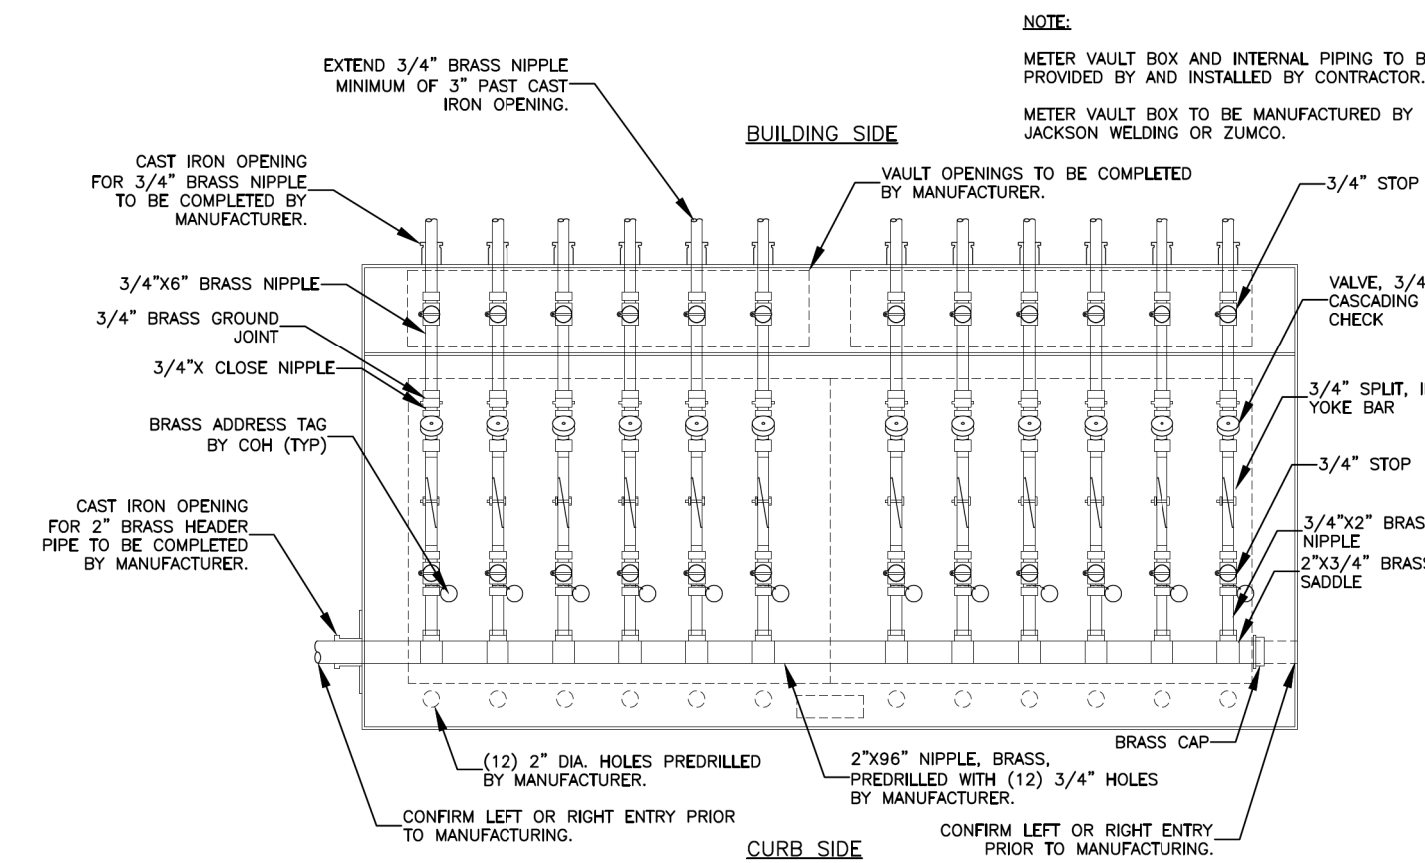 NOTE:
METER VAULT BOX AND INTERNAL PIPING TO B
PROVIDED BY AND INSTALLED BY CONTRACTOR.
METER VAULT BOX TO BE MANUFACTURED BY
JACKSON WELDING OR ZUMCO.
EXTEND 3/4" BRASS NIPPLE
MINIMUM OF 3" PAST CAST
IRON OPENING.
BUILDING SIDE
CAST IRON OPENING
FOR 3/4" BRASS NIPPLE
TO BE COMPLETED BY
MANUFACTURER.
VAULT OPENINGS TO BE COMPLETED
BY MANUFACTURER.
3/4" STOP
3/4"X6" BRASS NIPPLE
3/4" BRASS GROUND
JOINT
3/4"X CLOSE NIPPLE
VALVE, 3/4
CASCADING
CHECK
BRASS ADDRESS TAG
BY COH (TYP)
3/4" SPLIT, I
YOKE BAR
3/4" STOP
CAST IRON OPENING
FOR 2" BRASS HEADER
PIPE TO BE COMPLETED
BY MANUFACTURER.
3/4"X2" BRAS
NIPPLE
2"X3/4" BRASS
SADDLE
(12) 2" DIA. HOLES PREDRILLED
BY MANUFACTURER.
2"X96" NIPPLE, BRASS,
PREDRILLED WITH (12) 3/4" HOLES
BY MANUFACTURER.
BRASS CAP
CONFIRM LEFT OR RIGHT ENTRY PRIOR
TO MANUFACTURING.
CONFIRM LEFT OR RIGHT ENTRY
PRIOR TO MANUFACTURING.
CURB SIDE